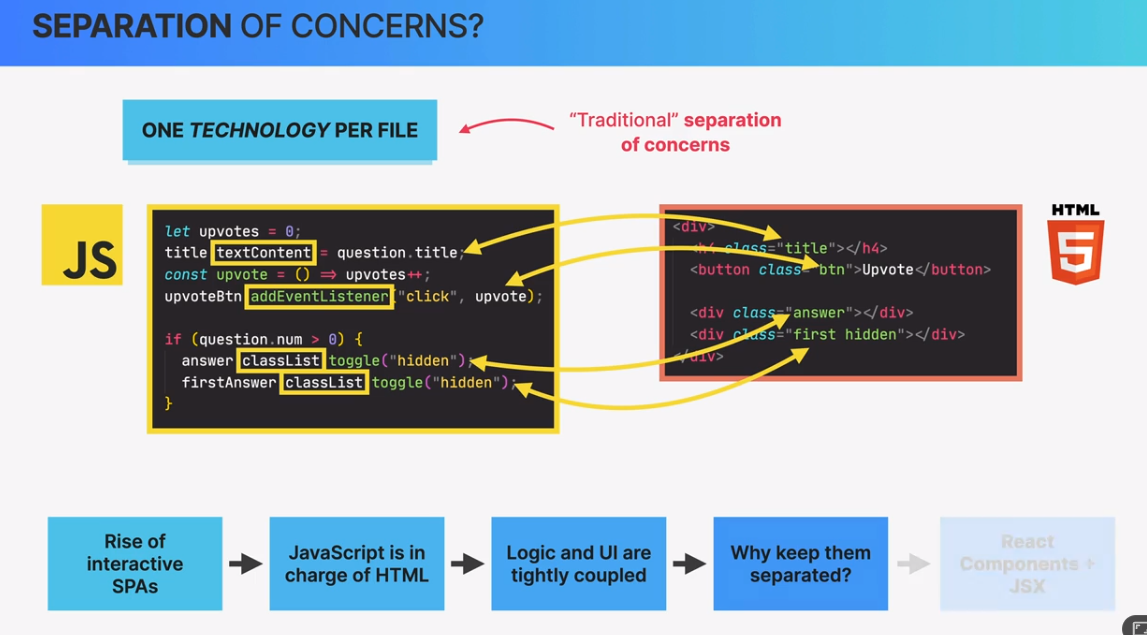 SEPARATION OF CONCERNS?
ONE TECHNOLOGY PER FILE
“Traditional” separation
of concerns
JS
let upvotes = 0;
title textContent = question.title;
const upvote = () => upvotes++;
upvoteBtn addEventListener "click", upvote);
if (question.num > 0) {
answer classList toggle("hidden");
firstAnswer classList toggle("hidden");
}
HTML
5
<div>
<h4 class="title"></h4>
<button class="btn">Upvote</button>
<div class="answer"></div>
<div class="first hidden"></div>
</div>
Rise of
interactive
SPAs
JavaScript is in
charge of HTML
Logic and UI are
tightly coupled
Why keep them
separated?
React
Components +
JSX